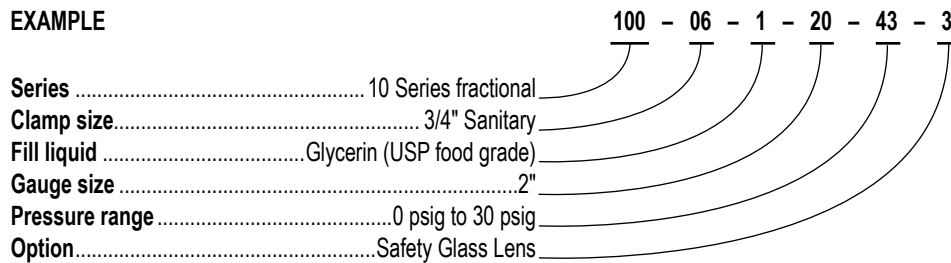 EXAMPLE 100 – 06 – 1 – 20 – 43 – 3
Series ........................................................ 10 Series fractional
Clamp size........................................................... 3/4" Sanitary
Fill liquid .......................................Glycerin (USP food grade)
Gauge size .............................................................................2"
Pressure range .............................................0 psig to 30 psig
Option..........................................................Safety Glass Lens